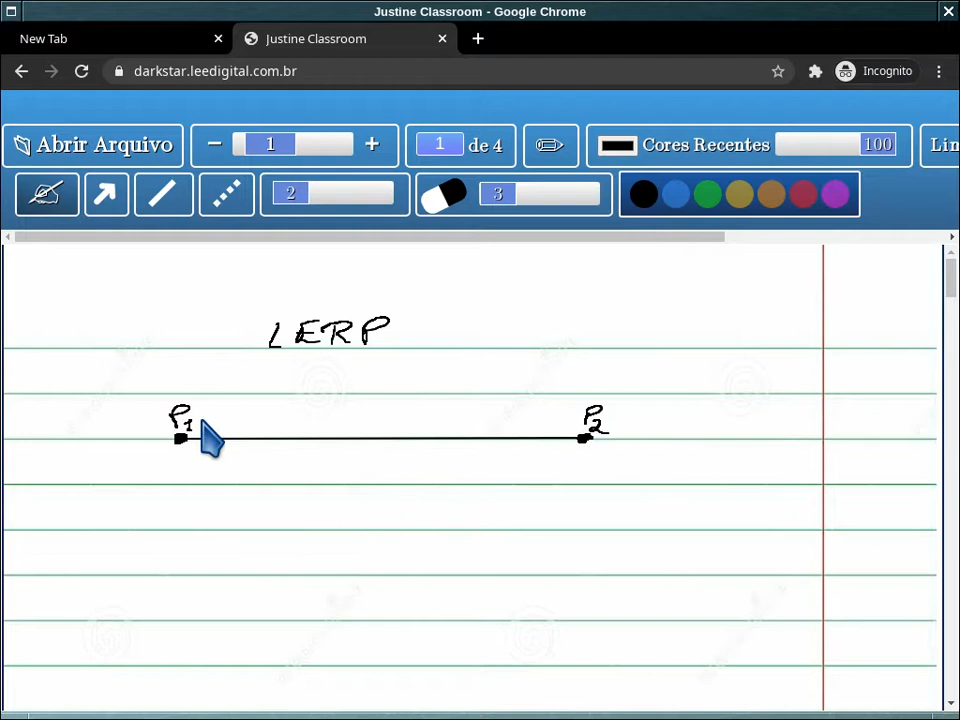 Justine Classroom - Google Chrome
New Tab
Justine Classroom
darkstar.leedigital.com.br
Incognito
Abrir Arquivo
− 1 +
1 de 4
Cores Recentes
100
Lin
2
3
LERP
P1
P2